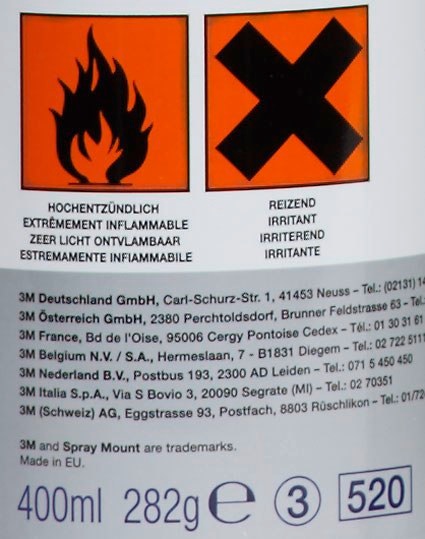 HOCHENTZÜNDLICH
EXTRÊMEMENT INFLAMMABLE
ZEER LICHT ONTVLAMBAAR
ESTREMAMENTE INFIAMMABILE
REIZEND
IRRITANT
IRRITEREND
IRRITANTE
3M Deutschland GmbH, Carl-Schurz-Str. 1, 41453 Neuss – Tel.: (02131) 14
3M Österreich GmbH, 2380 Perchtoldsdorf, Brunner Feldstrasse 63 – Tel.:
3M France, Bd de l'Oise, 95006 Cergy Pontoise Cedex – Tél.: 01 30 31 61
3M Belgium N.V. / S.A., Hermeslaan, 7 - B1831 Diegem – Tel.: 02 722 5111
3M Nederland B.V., Postbus 193, 2300 AD Leiden – Tel.: 071 5 450 450
3M Italia S.p.A., Via S Bovio 3, 20090 Segrate (MI) – Tel.: 02 70351
3M (Schweiz) AG, Eggstrasse 93, Postfach, 8803 Rüschlikon – Tel.: 01/72
3M and Spray Mount are trademarks.
Made in EU.
400ml 282g ℮ 3 520